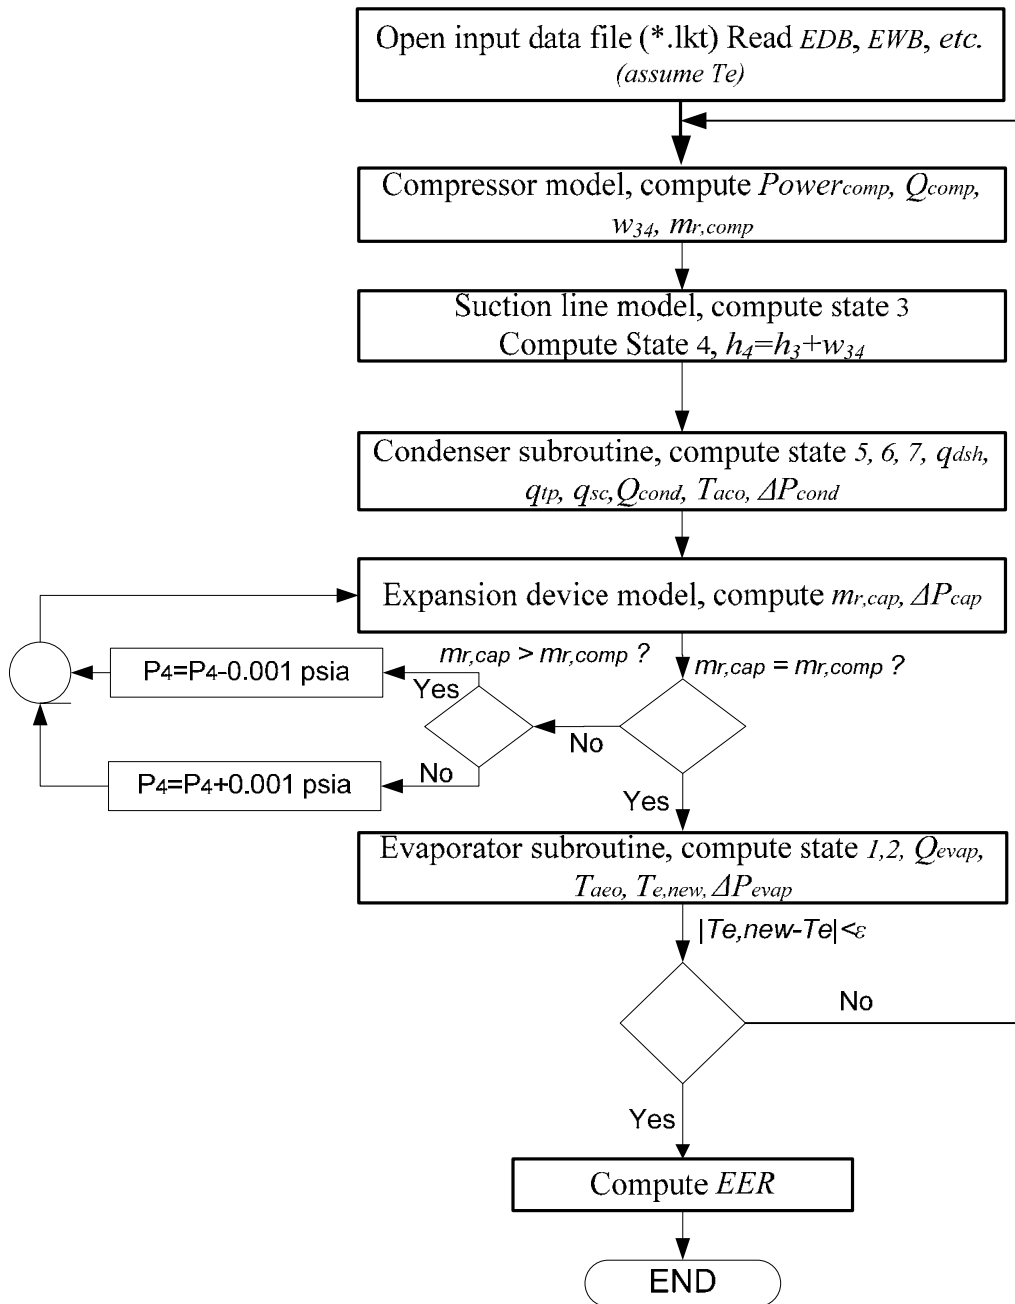 Open input data file (*.lkt) Read EDB, EWB, etc.
(assume Te)
Compressor model, compute Powercomp, Qcomp,
w34, mr,comp
Suction line model, compute state 3
Compute State 4, h4=h3+w34
Condenser subroutine, compute state 5, 6, 7, qdsh,
qtp, qsc,Qcond, Taco, ΔPcond
Expansion device model, compute mr,cap, ΔPcap
mr,cap > mr,comp ?
mr,cap = mr,comp ?
P4=P4-0.001 psia
Yes
No
No
P4=P4+0.001 psia
Yes
Evaporator subroutine, compute state 1,2, Qevap,
Taeo, Te,new, ΔPevap
|Te,new-Te|<ε
No
Yes
Compute EER
END